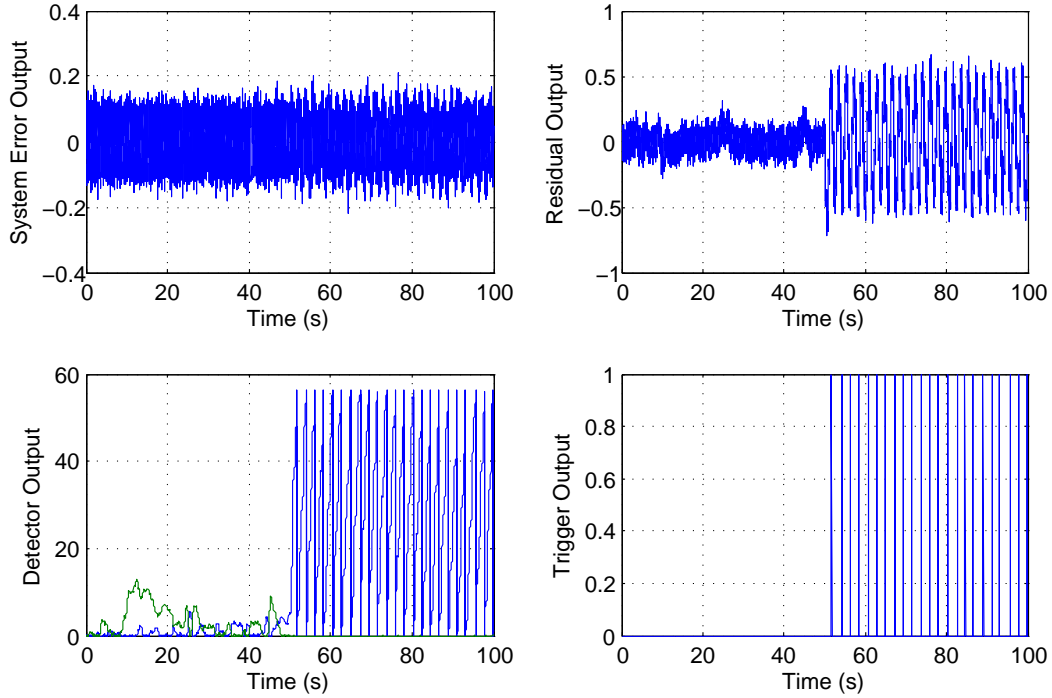 0.4
0.2
0
−0.2
−0.4
System Error Output
0 20 40 60 80 100
Time (s)
1
0.5
0
−0.5
−1
Residual Output
0 20 40 60 80 100
Time (s)
60
40
20
0
Detector Output
0 20 40 60 80 100
Time (s)
1
0.8
0.6
0.4
0.2
0
Trigger Output
0 20 40 60 80 100
Time (s)